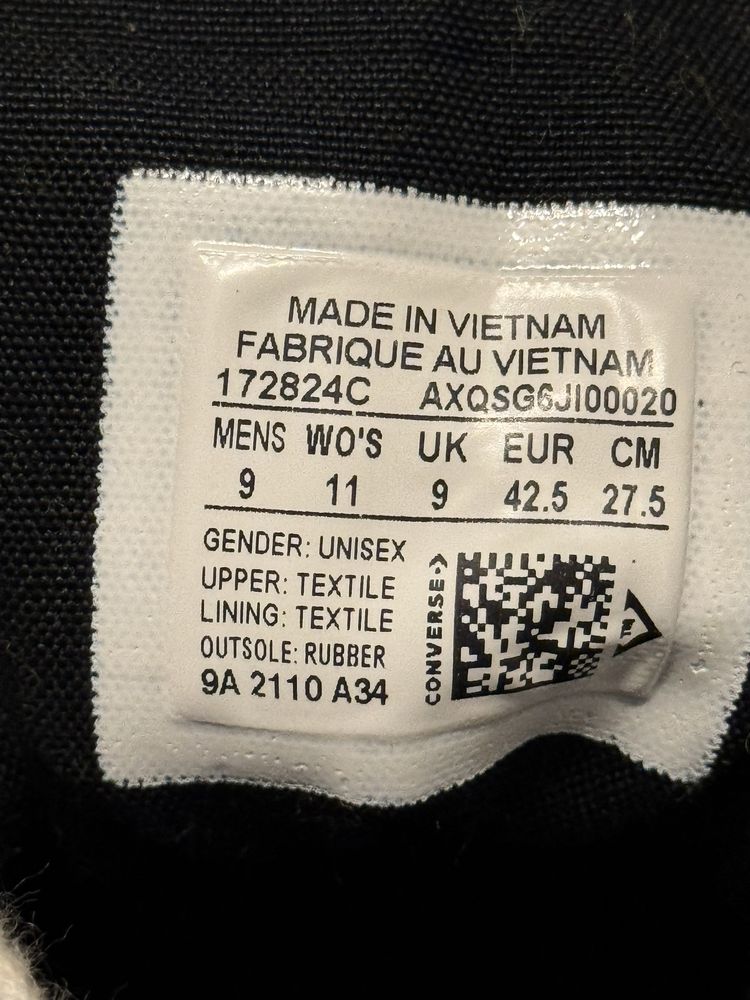 MADE IN VIETNAM
FABRIQUE AU VIETNAM
172824C AXQSG6JI00020
MENS WO'S UK EUR CM
9 11 9 42.5 27.5
GENDER: UNISEX
UPPER: TEXTILE
LINING: TEXTILE
OUTSOLE: RUBBER
9A 2110 A34
CONVERSE
TM